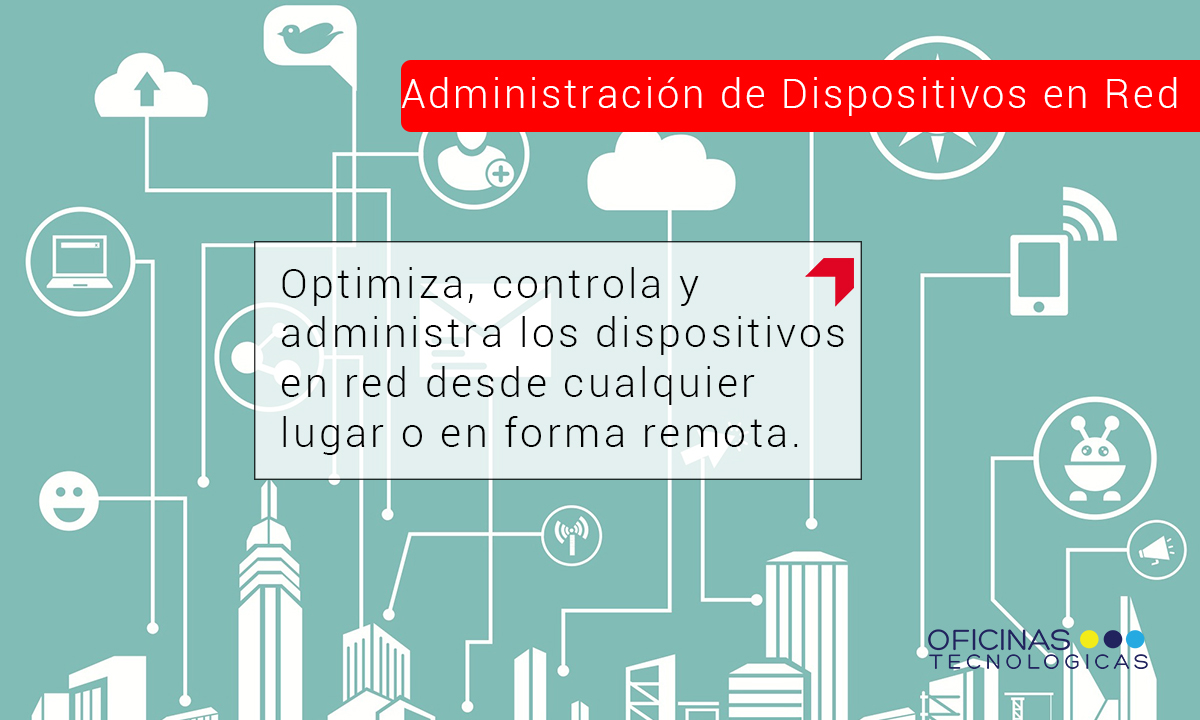 Administración de Dispositivos en Red
Optimiza, controla y
administra los dispositivos
en red desde cualquier
lugar o en forma remota.
OFICINAS
TECNOLOGICAS